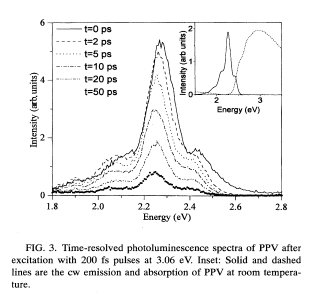 8
t=0 ps
t=2 ps
t=5 ps
t=10 ps
t=20 ps
t=50 ps
Intensity (arb. units)
6
4
2
0
1.8 2.0 2.2 2.4 2.6 2.8
Energy (eV)
Intensity (arb units)
2
1
0
2 3
Energy (eV)
FIG. 3. Time-resolved photoluminescence spectra of PPV after
excitation with 200 fs pulses at 3.06 eV. Inset: Solid and dashed
lines are the cw emission and absorption of PPV at room tempera-
ture.